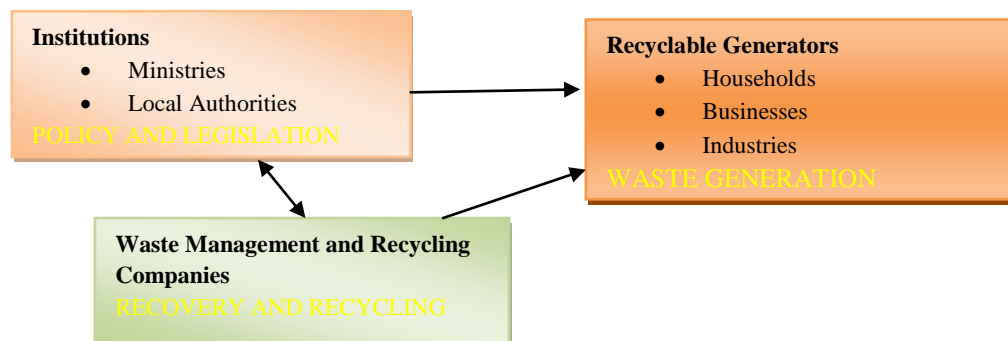 Institutions
• Ministries
• Local Authorities
POLICY AND LEGISLATION
Recyclable Generators
• Households
• Businesses
• Industries
WASTE GENERATION
Waste Management and Recycling
Companies
RECOVERY AND RECYCLING